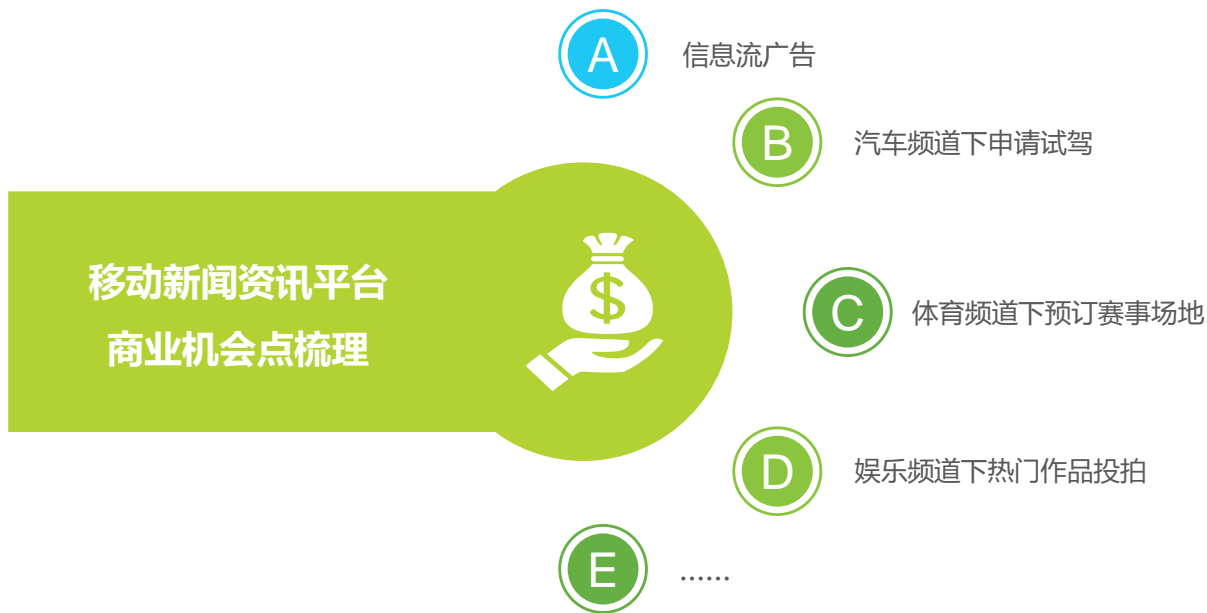 A
信息流广告
B
汽车频道下申请试驾
移动新闻资讯平台
商业机会点梳理
$
C
体育频道下预订赛事场地
D
娱乐频道下热门作品投拍
E
……